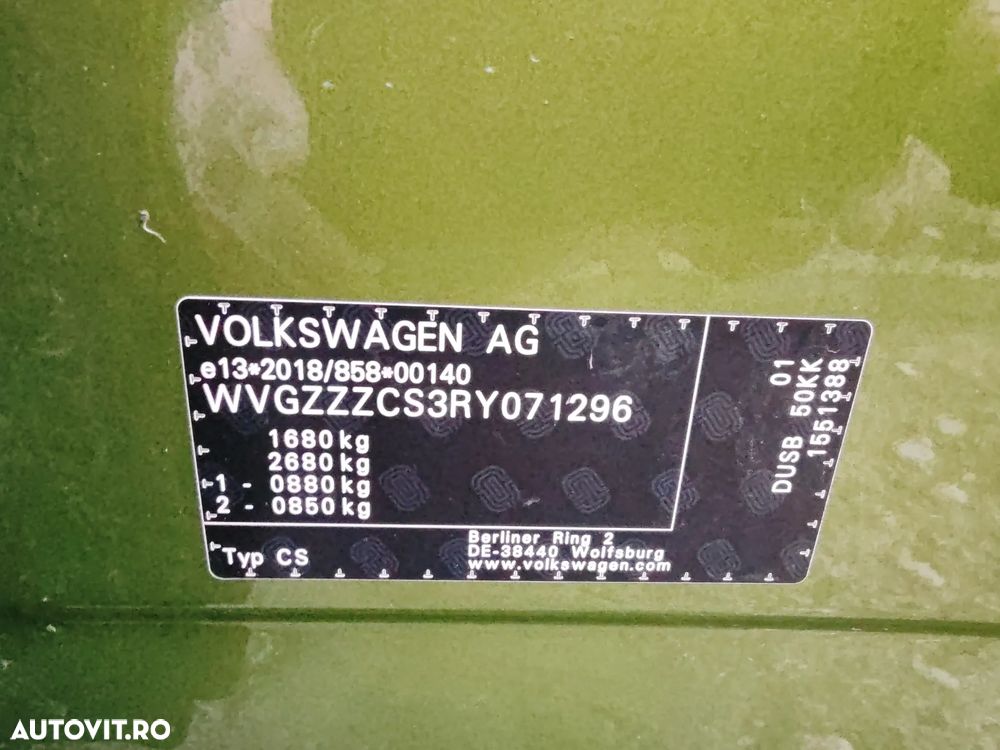 VOLKSWAGEN AG
e13*2018/858*00140
WVGZZZCS3RY071296
1680 kg
2680 kg
1 - 0880 kg
2 - 0850 kg
Typ CS
Berliner Ring 2
DE-38440 Wolfsburg
www.volkswagen.com
01
DUSB 50KK
1551388
AUTOVIT.RO